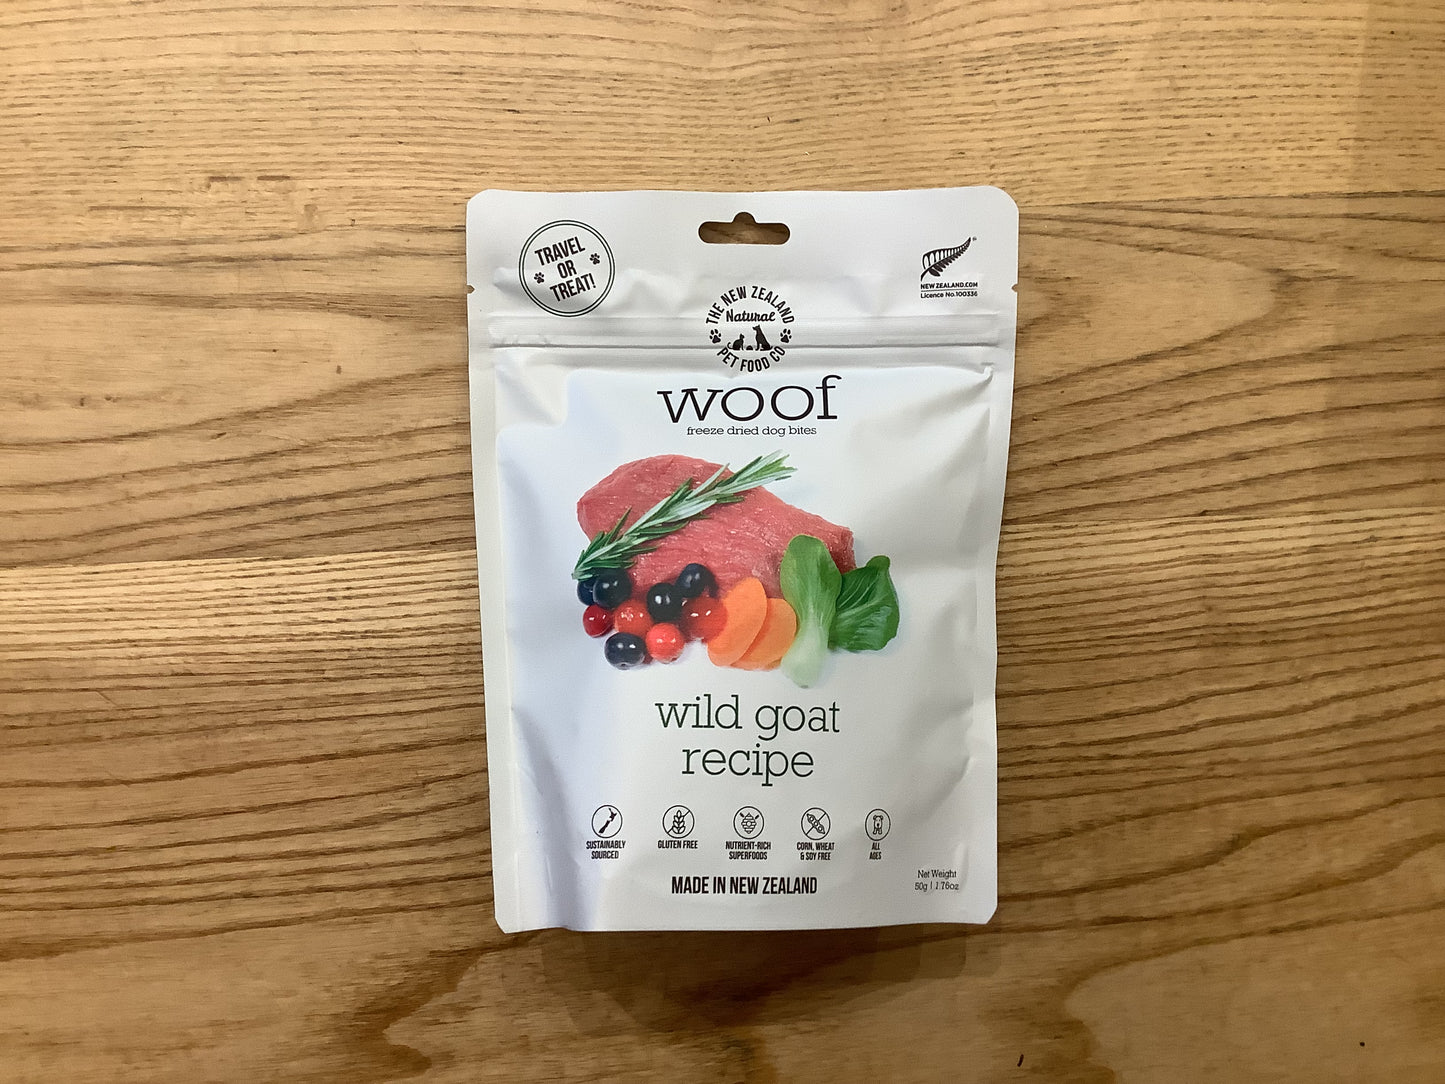 TRAVEL
OR
TREAT!
NEW ZEALAND.COM
Licence No.100336
THE NEW ZEALAND
Natural
PET FOOD CO
woof
freeze dried dog bites
wild goat
recipe
SUSTAINABLY
SOURCED
GLUTEN FREE
NUTRIENT-RICH
SUPERFOODS
CORN, WHEAT
& SOY FREE
ALL
AGES
MADE IN NEW ZEALAND
Net Weight
50g | 1.76oz